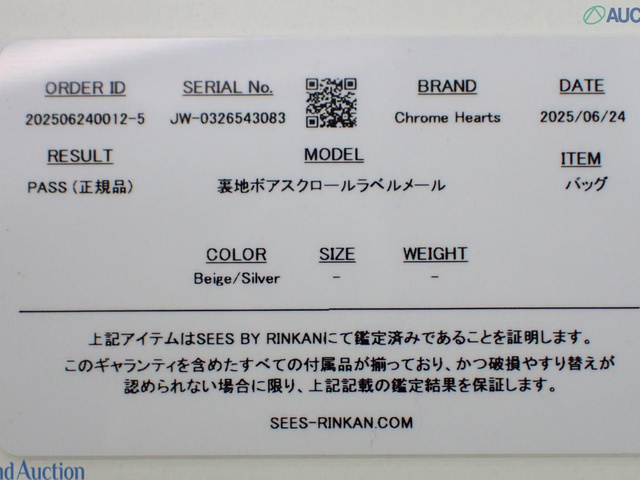 AUC
ORDER ID SERIAL No. BRAND DATE
202506240012-5 JW-0326543083 Chrome Hearts 2025/06/24
RESULT MODEL ITEM
PASS (正規品) 裏地ボアスクロールラベルメール バッグ
COLOR SIZE WEIGHT
Beige/Silver - -
上記アイテムはSEES BY RINKANにて鑑定済みであることを証明します。
このギャランティを含めたすべての付属品が揃っており、かつ破損やすり替えが
認められない場合に限り、上記記載の鑑定結果を保証します。
SEES-RINKAN.COM
nd Auction